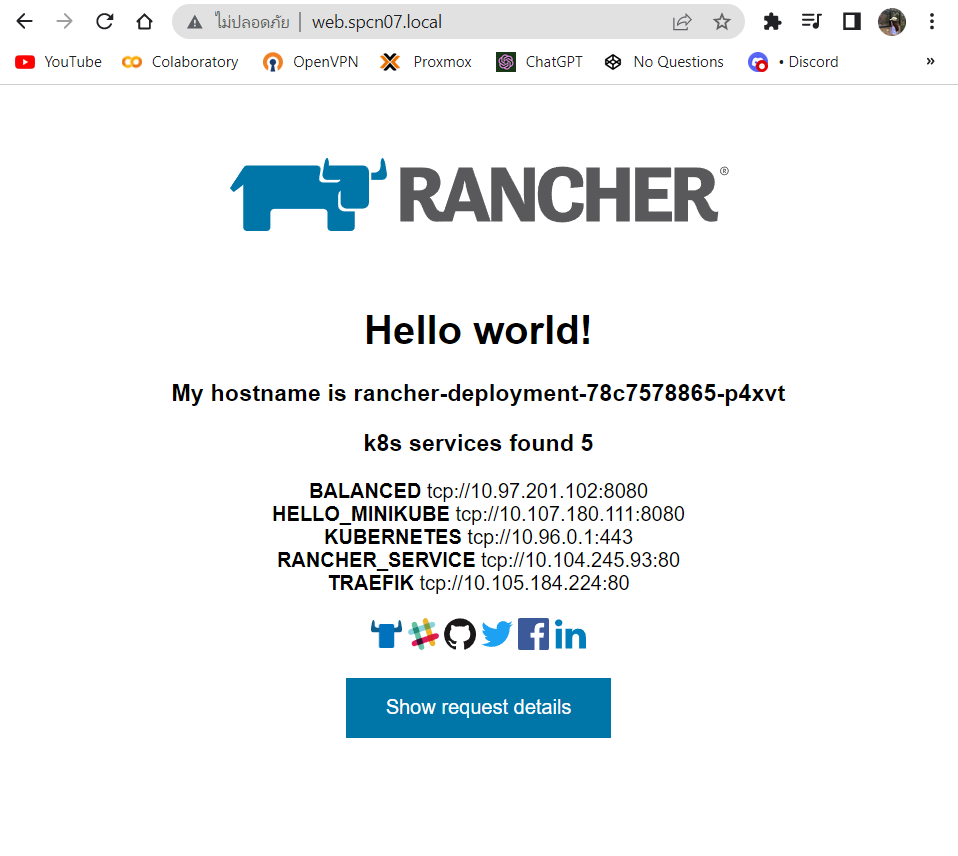 ไม่ปลอดภัย | web.spcn07.local
YouTube Colaboratory OpenVPN Proxmox ChatGPT No Questions • Discord »
RANCHER®
Hello world!
My hostname is rancher-deployment-78c7578865-p4xvt
k8s services found 5
BALANCED tcp://10.97.201.102:8080
HELLO_MINIKUBE tcp://10.107.180.111:8080
KUBERNETES tcp://10.96.0.1:443
RANCHER_SERVICE tcp://10.104.245.93:80
TRAEFIK tcp://10.105.184.224:80
Show request details